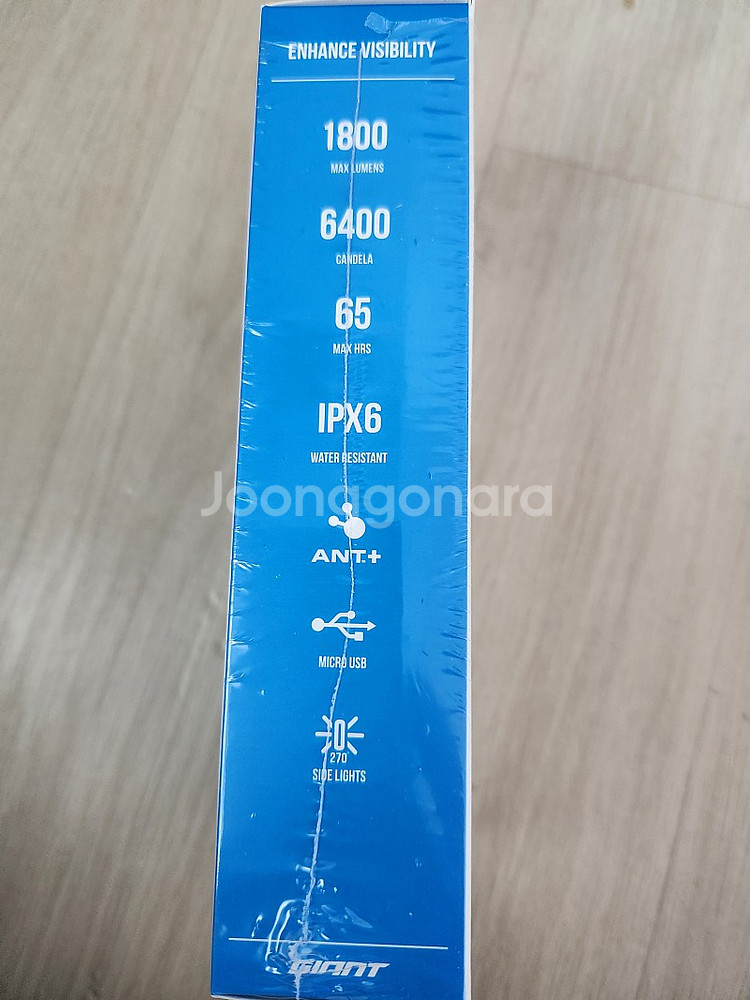 ENHANCE VISIBILITY
1800
MAX LUMENS
6400
CANDELA
65
MAX HRS
IPX6
WATER RESISTANT
Joonggonara
ANT+
MICRO USB
270
SIDE LIGHTS
GIANT